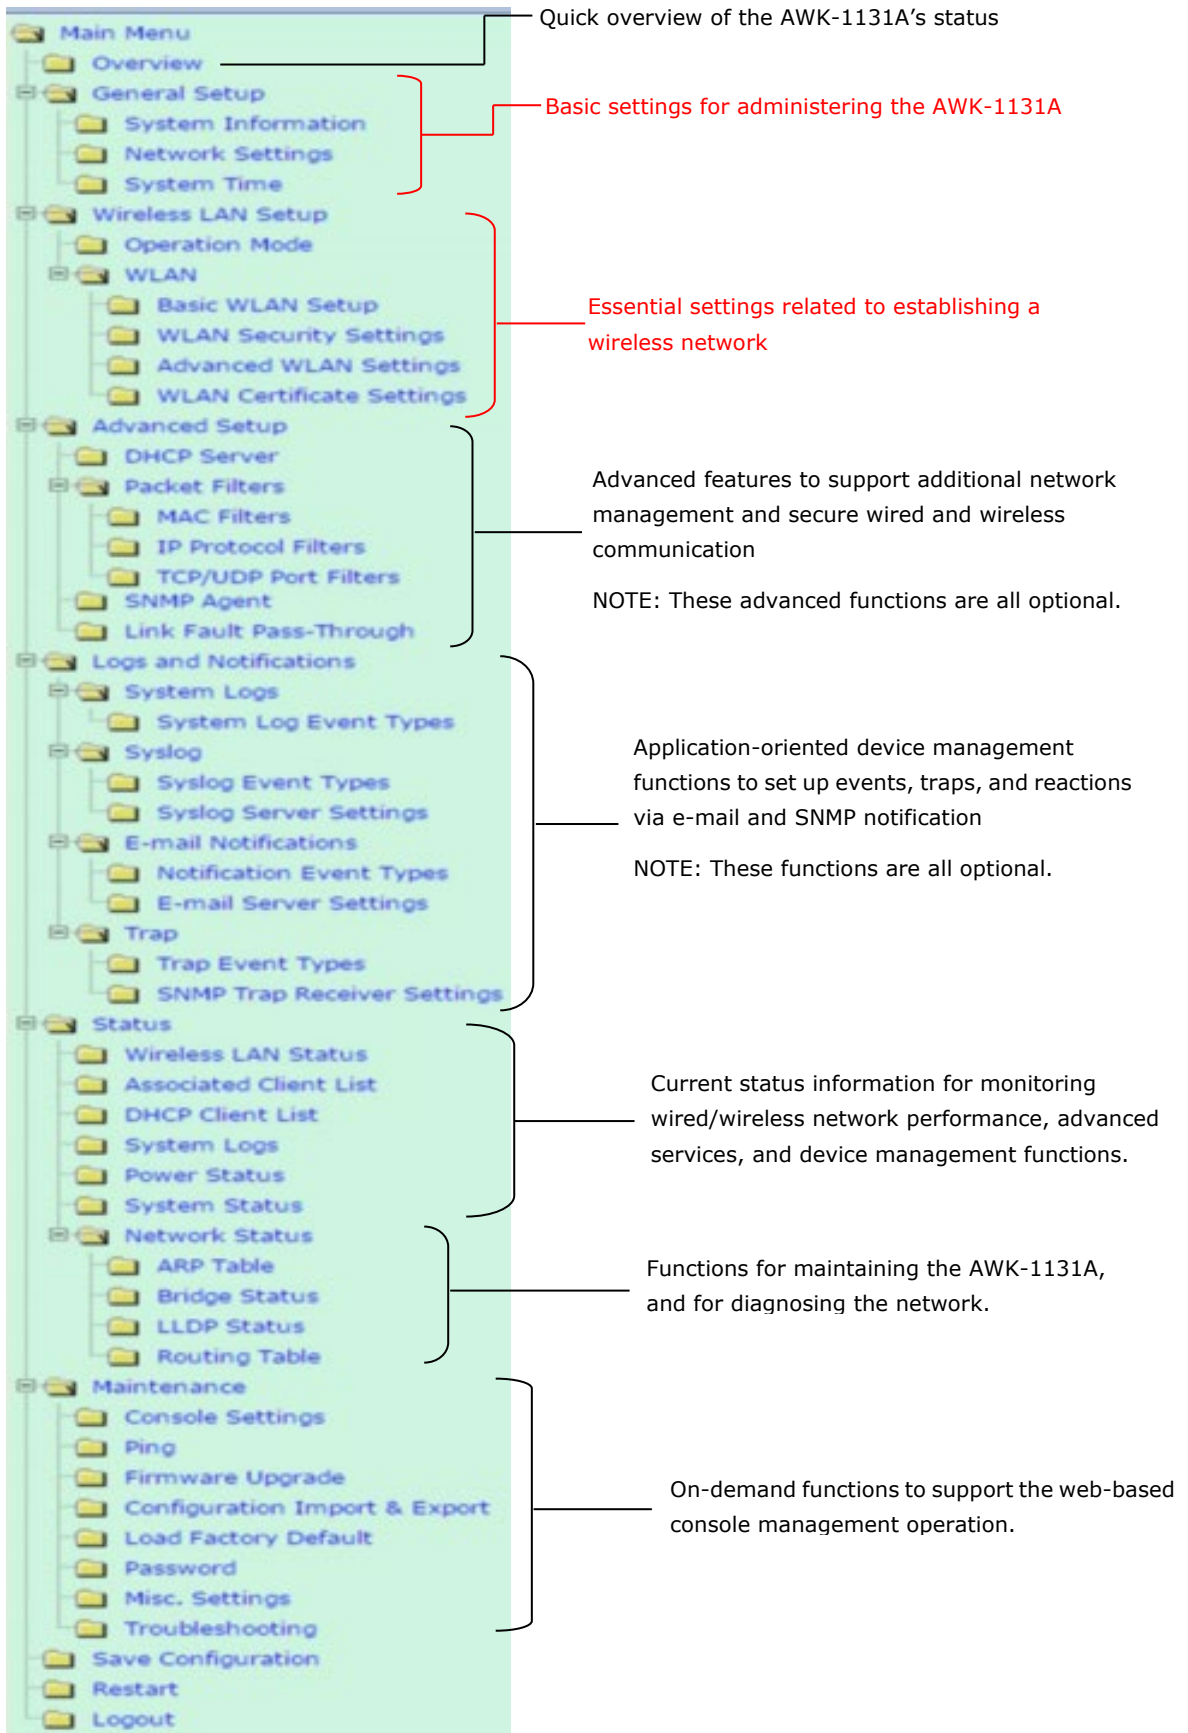 Main Menu
Overview
General Setup
System Information
Network Settings
System Time
Wireless LAN Setup
Operation Mode
WLAN
Basic WLAN Setup
WLAN Security Settings
Advanced WLAN Settings
WLAN Certificate Settings
Advanced Setup
DHCP Server
Packet Filters
MAC Filters
IP Protocol Filters
TCP/UDP Port Filters
SNMP Agent
Link Fault Pass-Through
Logs and Notifications
System Logs
System Log Event Types
Syslog
Syslog Event Types
Syslog Server Settings
E-mail Notifications
Notification Event Types
E-mail Server Settings
Trap
Trap Event Types
SNMP Trap Receiver Settings
Status
Wireless LAN Status
Associated Client List
DHCP Client List
System Logs
Power Status
System Status
Network Status
ARP Table
Bridge Status
LLDP Status
Routing Table
Maintenance
Console Settings
Ping
Firmware Upgrade
Configuration Import & Export
Load Factory Default
Password
Misc. Settings
Troubleshooting
Save Configuration
Restart
Logout
Quick overview of the AWK-1131A’s status
Basic settings for administering the AWK-1131A
Essential settings related to establishing a
wireless network
Advanced features to support additional network
management and secure wired and wireless
communication
NOTE: These advanced functions are all optional.
Application-oriented device management
functions to set up events, traps, and reactions
via e-mail and SNMP notification
NOTE: These functions are all optional.
Current status information for monitoring
wired/wireless network performance, advanced
services, and device management functions.
Functions for maintaining the AWK-1131A,
and for diagnosing the network.
On-demand functions to support the web-based
console management operation.